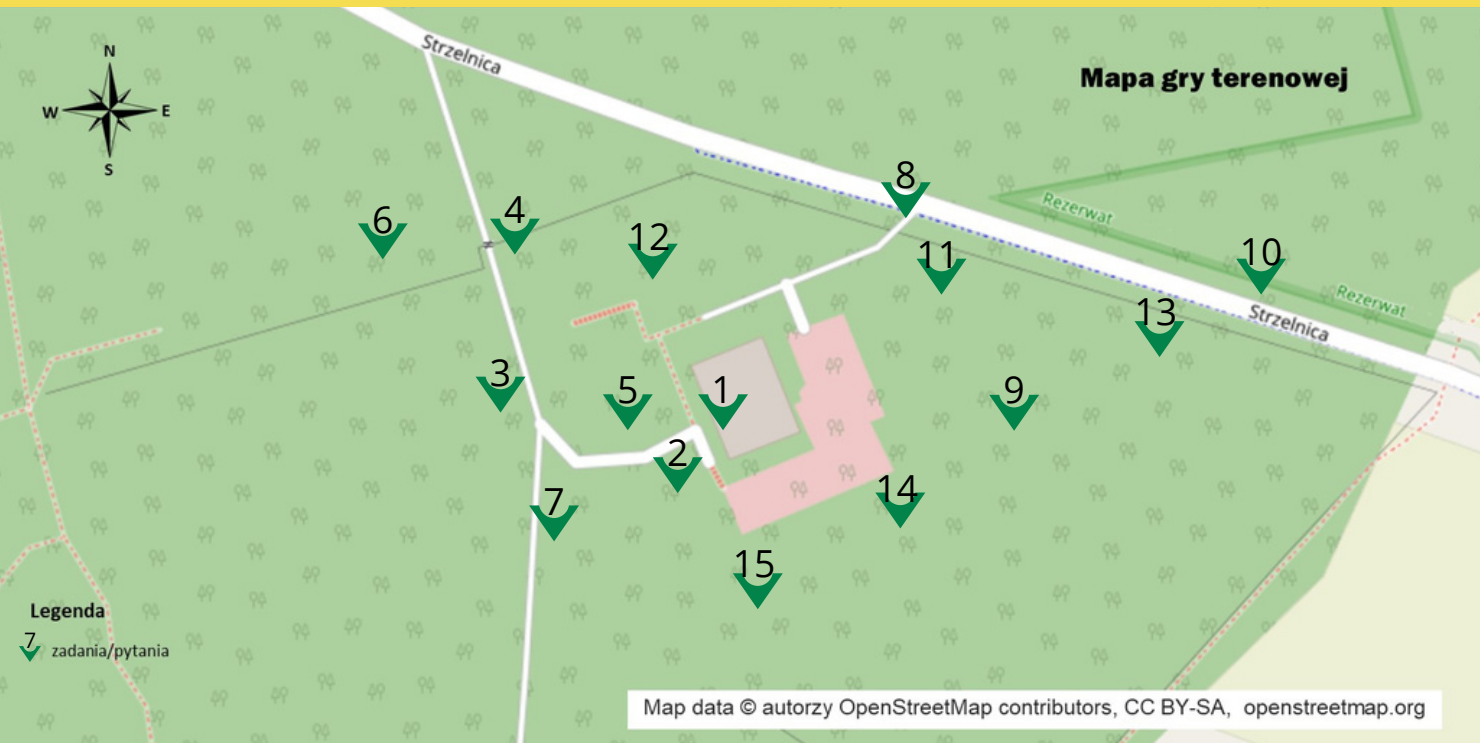 Strzelnica
Mapa gry terenowej
N
W E
S
8
Rezerwat
6
4
12
11
10
Rezerwat
13
Strzelnica
3
5
1
9
2
7
14
15
Legenda
7 zadania/pytania
Map data © autorzy OpenStreetMap contributors, CC BY-SA, openstreetmap.org